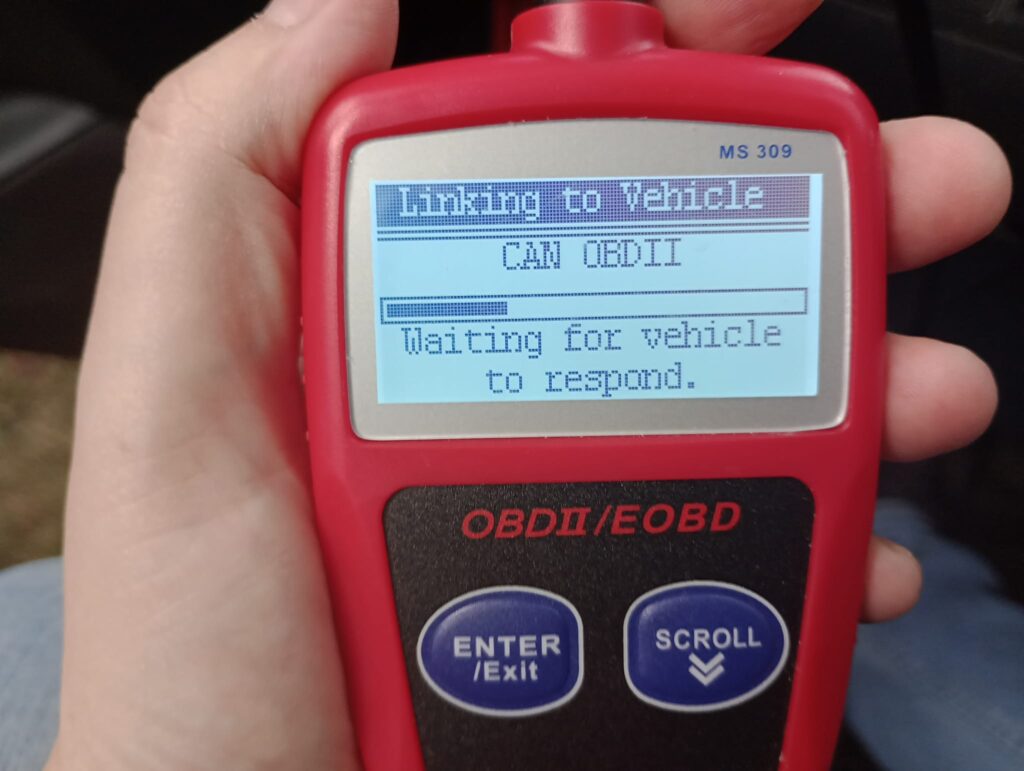 MS 309
Linking to Vehicle
CAN OBDII
Waiting for vehicle
to respond.
OBDII/EOBD
ENTER
/Exit
SCROLL